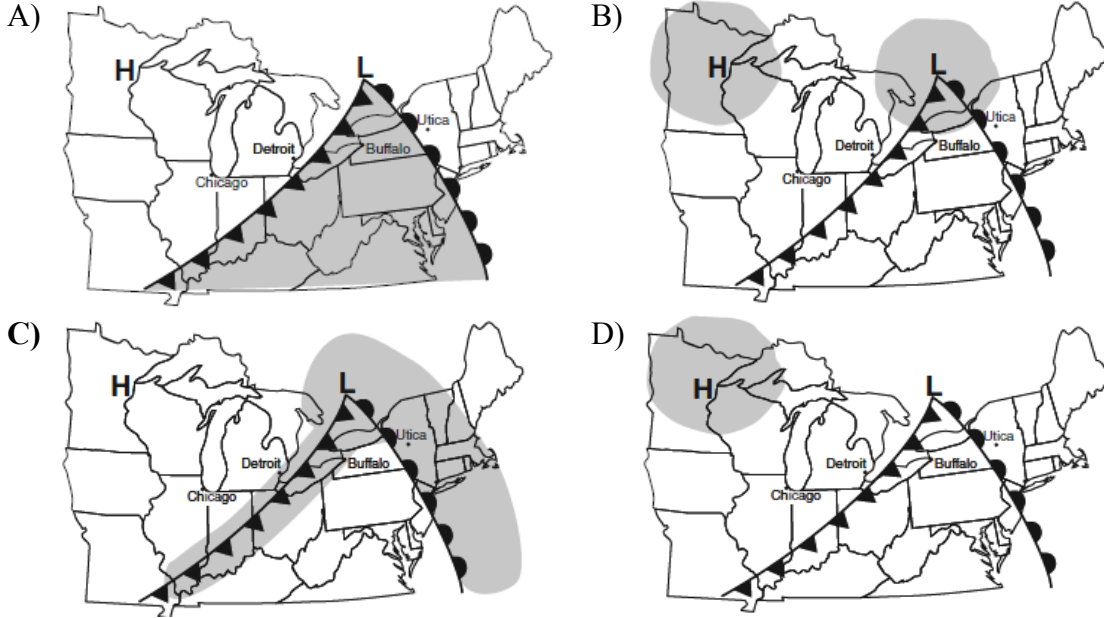 A)
H
L
Utica
Detroit
Buffalo
Chicago
B)
H
L
Utica
Detroit
Buffalo
Chicago
C)
H
L
Utica
Detroit
Buffalo
Chicago
D)
H
L
Utica
Detroit
Buffalo
Chicago